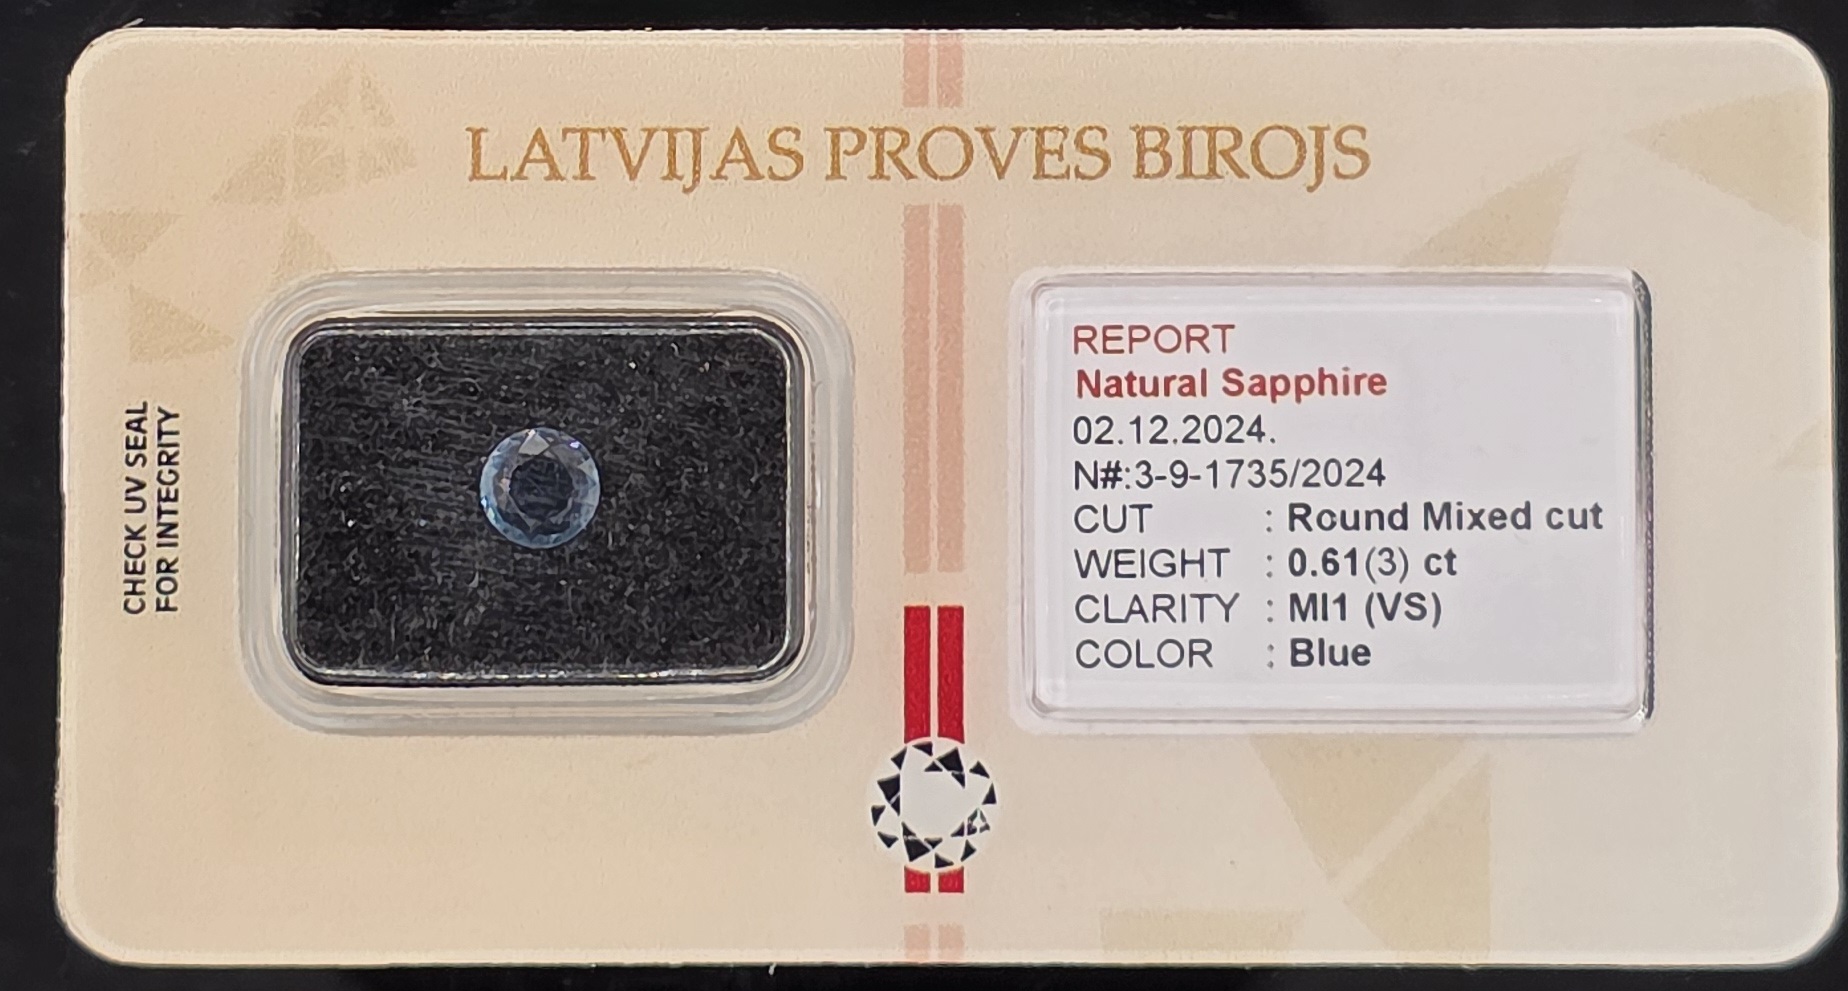 LATVIJAS PROVES BIROJS
CHECK UV SEAL
FOR INTEGRITY
REPORT
Natural Sapphire
02.12.2024.
N#:3-9-1735/2024
CUT : Round Mixed cut
WEIGHT : 0.61(3) ct
CLARITY : MI1 (VS)
COLOR : Blue